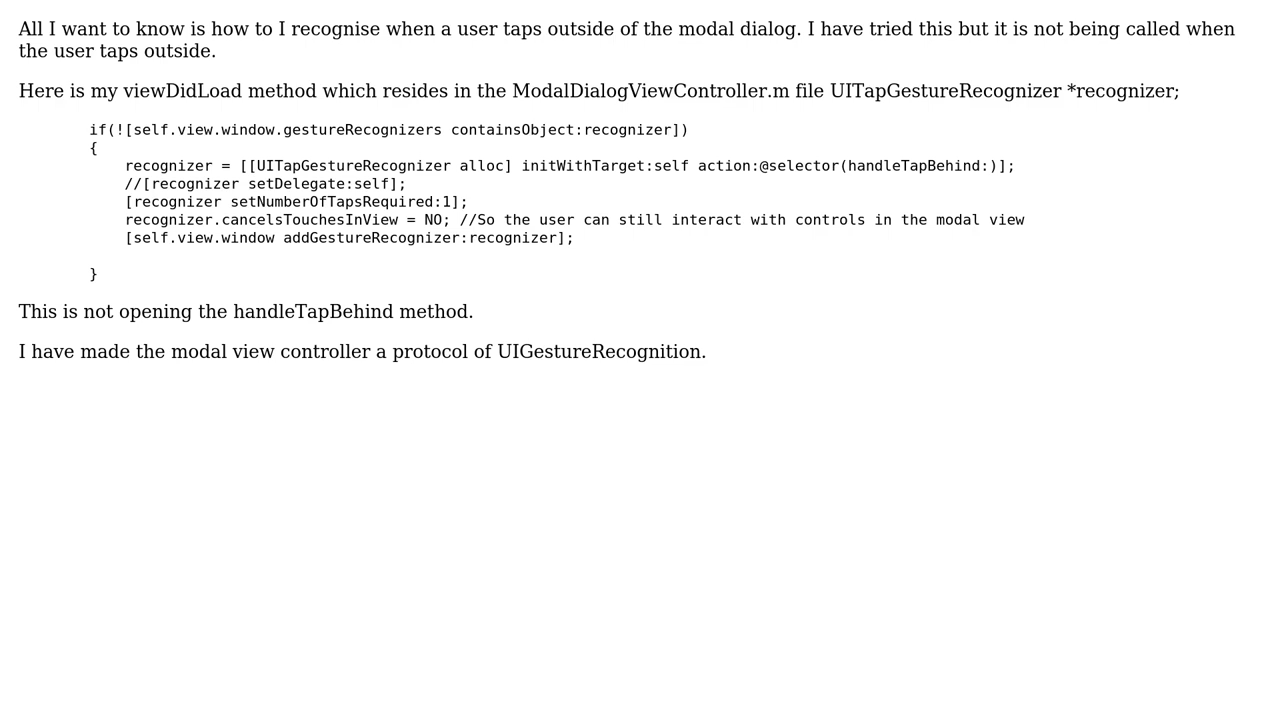 All I want to know is how to I recognise when a user taps outside of the modal dialog. I have tried this but it is not being called when
the user taps outside.
Here is my viewDidLoad method which resides in the ModalDialogViewController.m file UITapGestureRecognizer *recognizer;
if(![self.view.window.gestureRecognizers containsObject:recognizer])
{
    recognizer = [[UITapGestureRecognizer alloc] initWithTarget:self action:@selector(handleTapBehind:)];
    //[recognizer setDelegate:self];
    [recognizer setNumberOfTapsRequired:1];
    recognizer.cancelsTouchesInView = NO; //So the user can still interact with controls in the modal view
    [self.view.window addGestureRecognizer:recognizer];
}
This is not opening the handleTapBehind method.
I have made the modal view controller a protocol of UIGestureRecognition.